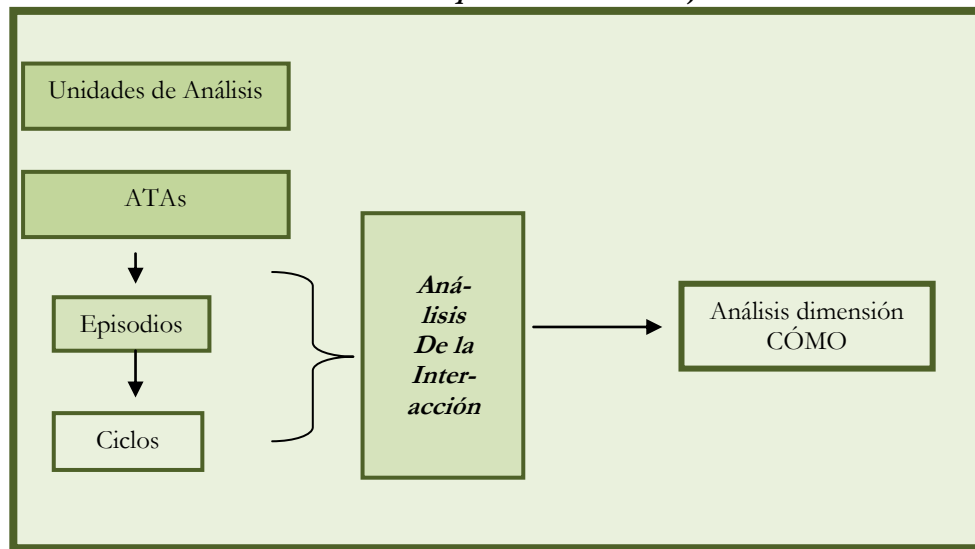 Unidades de Análisis
ATAs
Episodios
Ciclos
Aná-
lisis
De la
Inter-
acción
Análisis dimensión
CÓMO